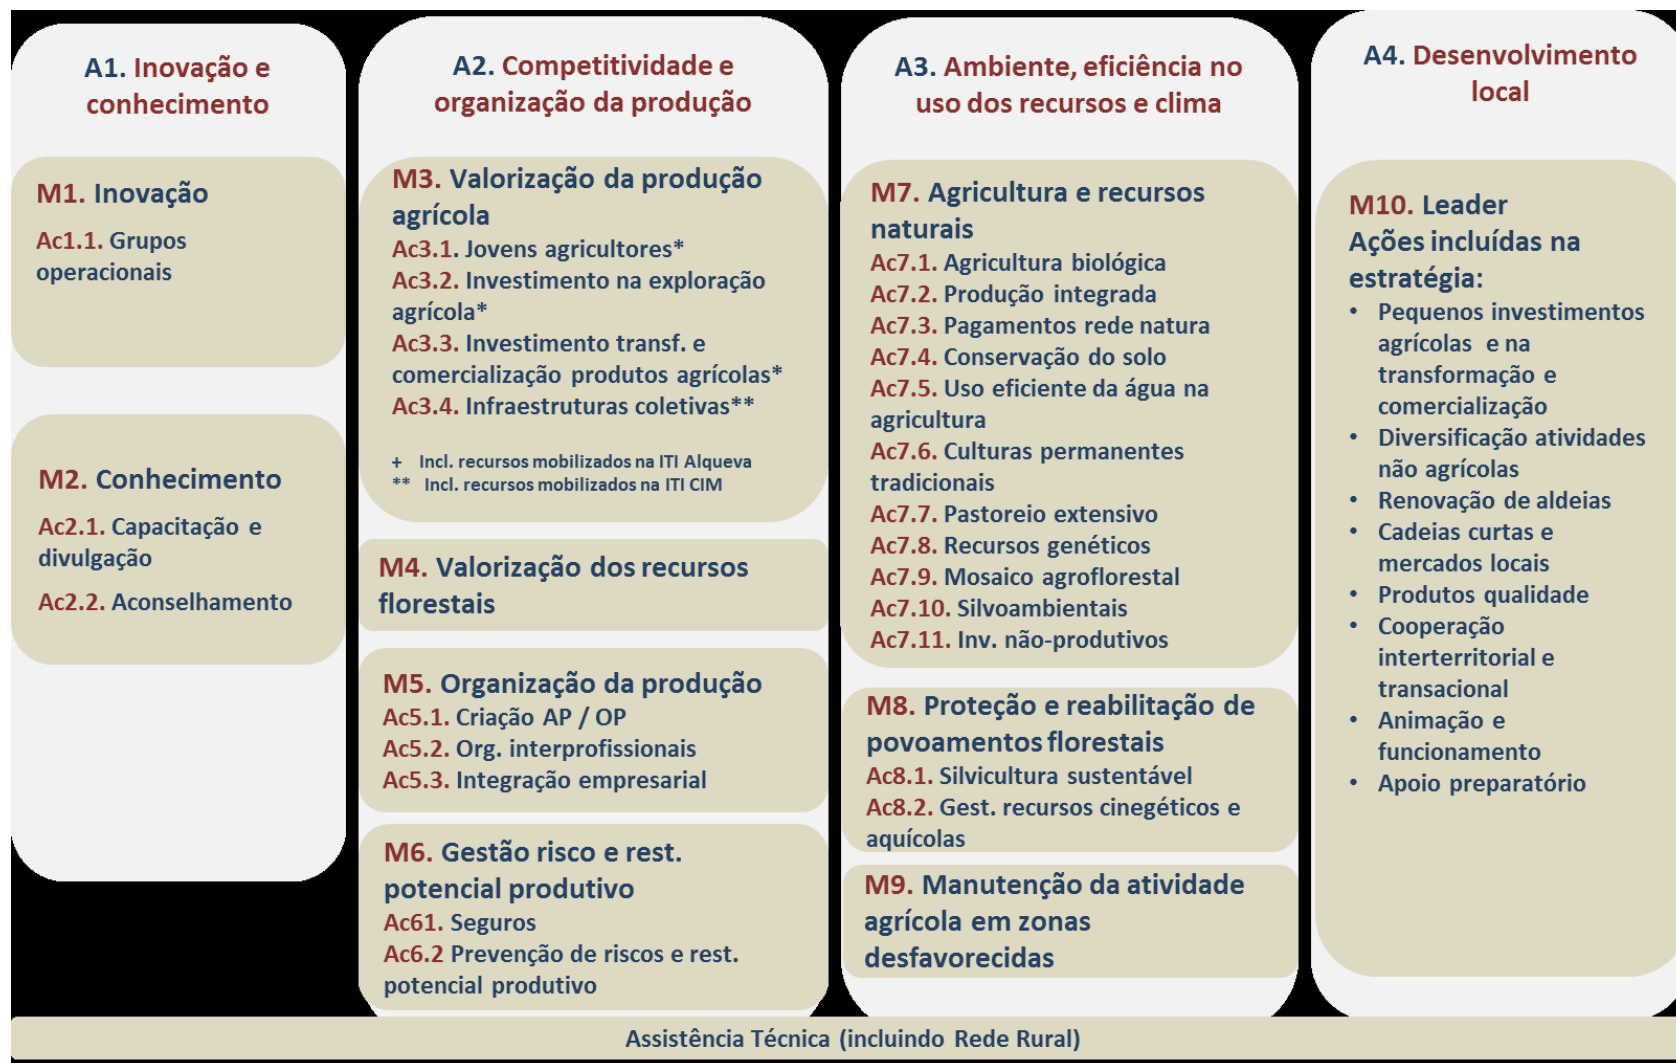 A1. Inovação e
conhecimento
M1. Inovação
Ac1.1. Grupos
operacionais
M2. Conhecimento
Ac2.1. Capacitação e
divulgação
Ac2.2. Aconselhamento
A2. Competitividade e
organização da produção
M3. Valorização da produção
agrícola
Ac3.1. Jovens agricultores*
Ac3.2. Investimento na exploração
agrícola*
Ac3.3. Investimento transf. e
comercialização produtos agrícolas*
Ac3.4. Infraestruturas coletivas**
+ Incl. recursos mobilizados na ITI Alqueva
** Incl. recursos mobilizados na ITI CIM
M4. Valorização dos recursos
florestais
M5. Organização da produção
Ac5.1. Criação AP / OP
Ac5.2. Org. interprofissionais
Ac5.3. Integração empresarial
M6. Gestão risco e rest.
potencial produtivo
Ac61. Seguros
Ac6.2 Prevenção de riscos e rest.
potencial produtivo
A3. Ambiente, eficiência no
uso dos recursos e clima
M7. Agricultura e recursos
naturais
Ac7.1. Agricultura biológica
Ac7.2. Produção integrada
Ac7.3. Pagamentos rede natura
Ac7.4. Conservação do solo
Ac7.5. Uso eficiente da água na
agricultura
Ac7.6. Culturas permanentes
tradicionais
Ac7.7. Pastoreio extensivo
Ac7.8. Recursos genéticos
Ac7.9. Mosaico agroflorestal
Ac7.10. Silvoambientais
Ac7.11. Inv. não-produtivos
M8. Proteção e reabilitação de
povoamentos florestais
Ac8.1. Silvicultura sustentável
Ac8.2. Gest. recursos cinegéticos e
aquícolas
M9. Manutenção da atividade
agrícola em zonas
desfavorecidas
A4. Desenvolvimento
local
M10. Leader
Ações incluídas na
estratégia:
• Pequenos investimentos
agrícolas e na
transformação e
comercialização
• Diversificação atividades
não agrícolas
• Renovação de aldeias
• Cadeias curtas e
mercados locais
• Produtos qualidade
• Cooperação
interterritorial e
transacional
• Animação e
funcionamento
• Apoio preparatório
Assistência Técnica (incluindo Rede Rural)